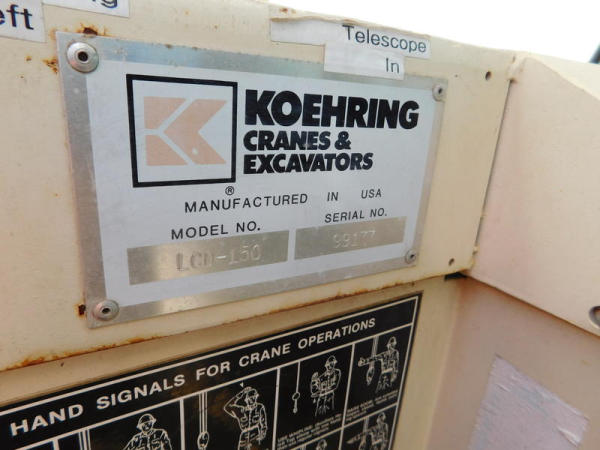 eft
Telescope
In
KOEHRING
CRANES &
EXCAVATORS
®
MANUFACTURED IN USA
MODEL NO. SERIAL NO.
LCD-150 99177
HAND SIGNALS FOR CRANE OPERATIONS